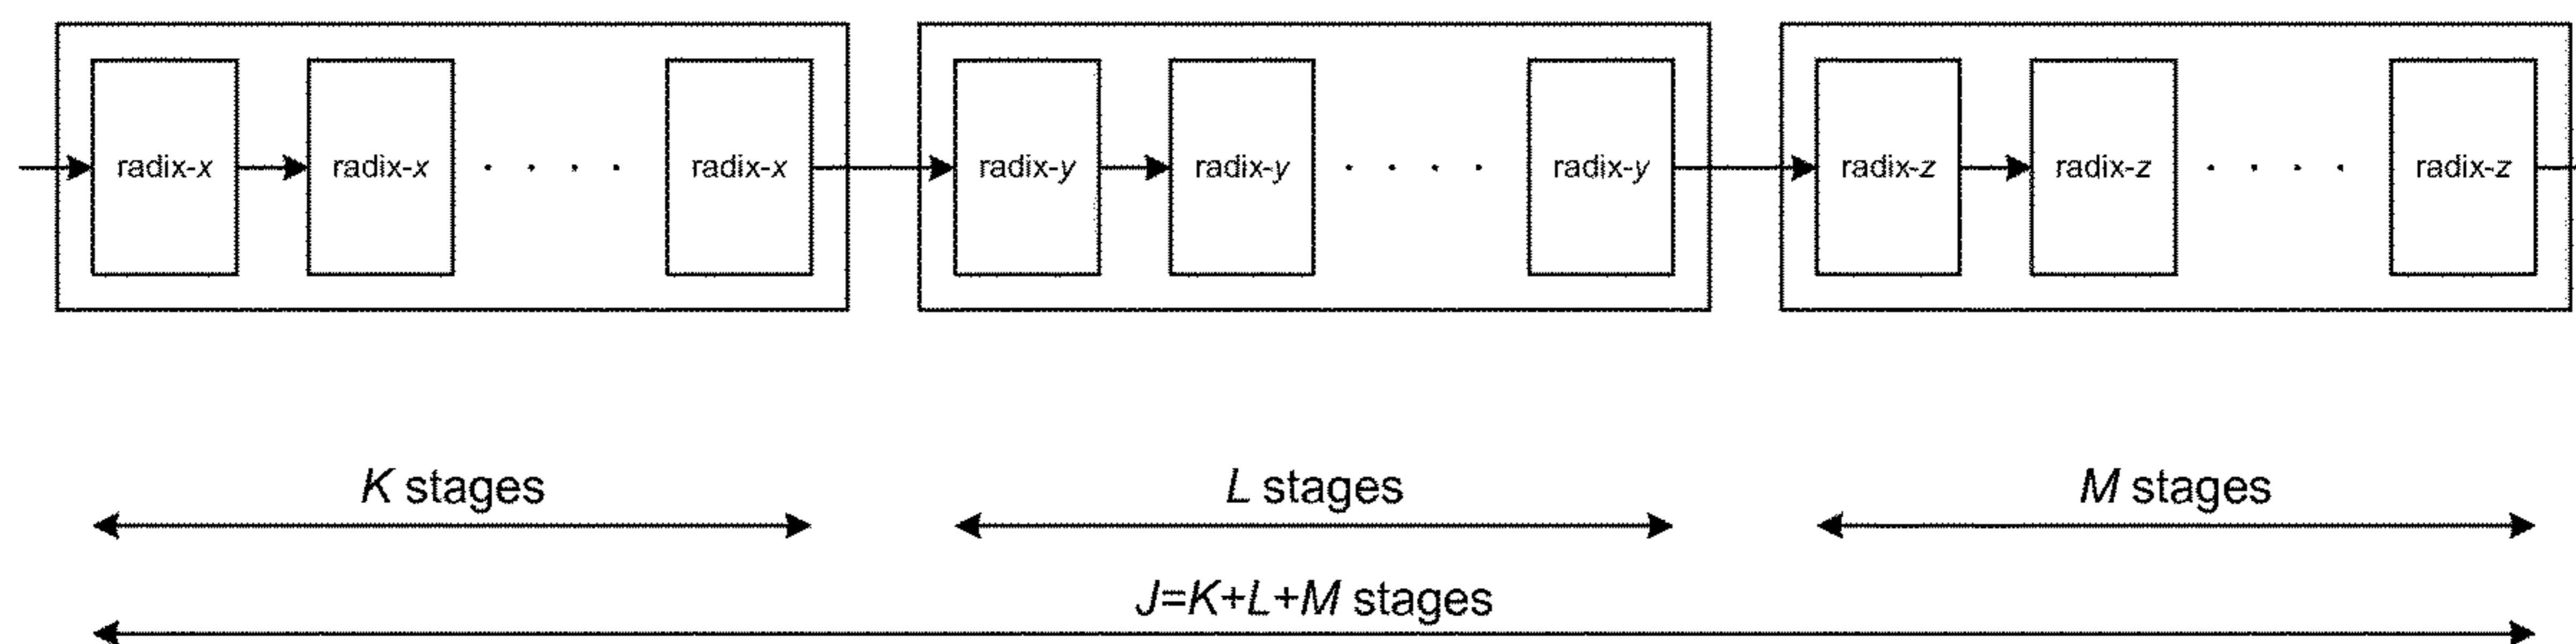 radix-x radix-x . . . . radix-x radix-y radix-y . . . . radix-y radix-z radix-z . . . . radix-z
K stages L stages M stages
J=K+L+M stages